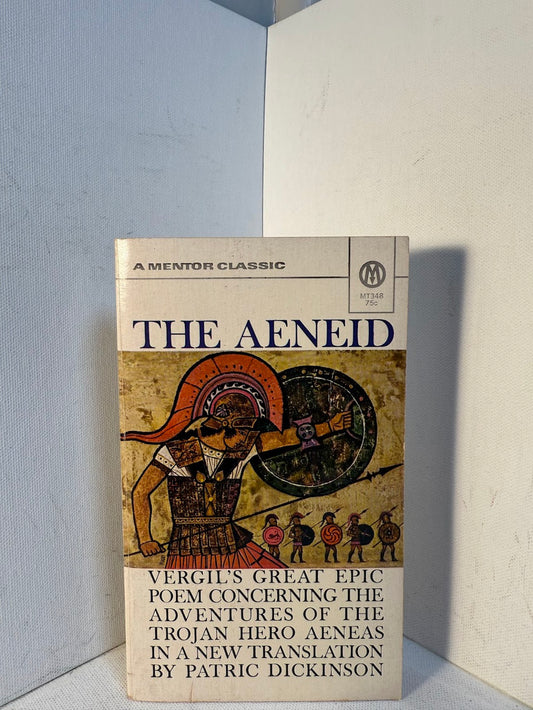 A MENTOR CLASSIC
M
MT348
75c
THE AENEID
VERGIL'S GREAT EPIC
POEM CONCERNING THE
ADVENTURES OF THE
TROJAN HERO AENEAS
IN A NEW TRANSLATION
BY PATRIC DICKINSON